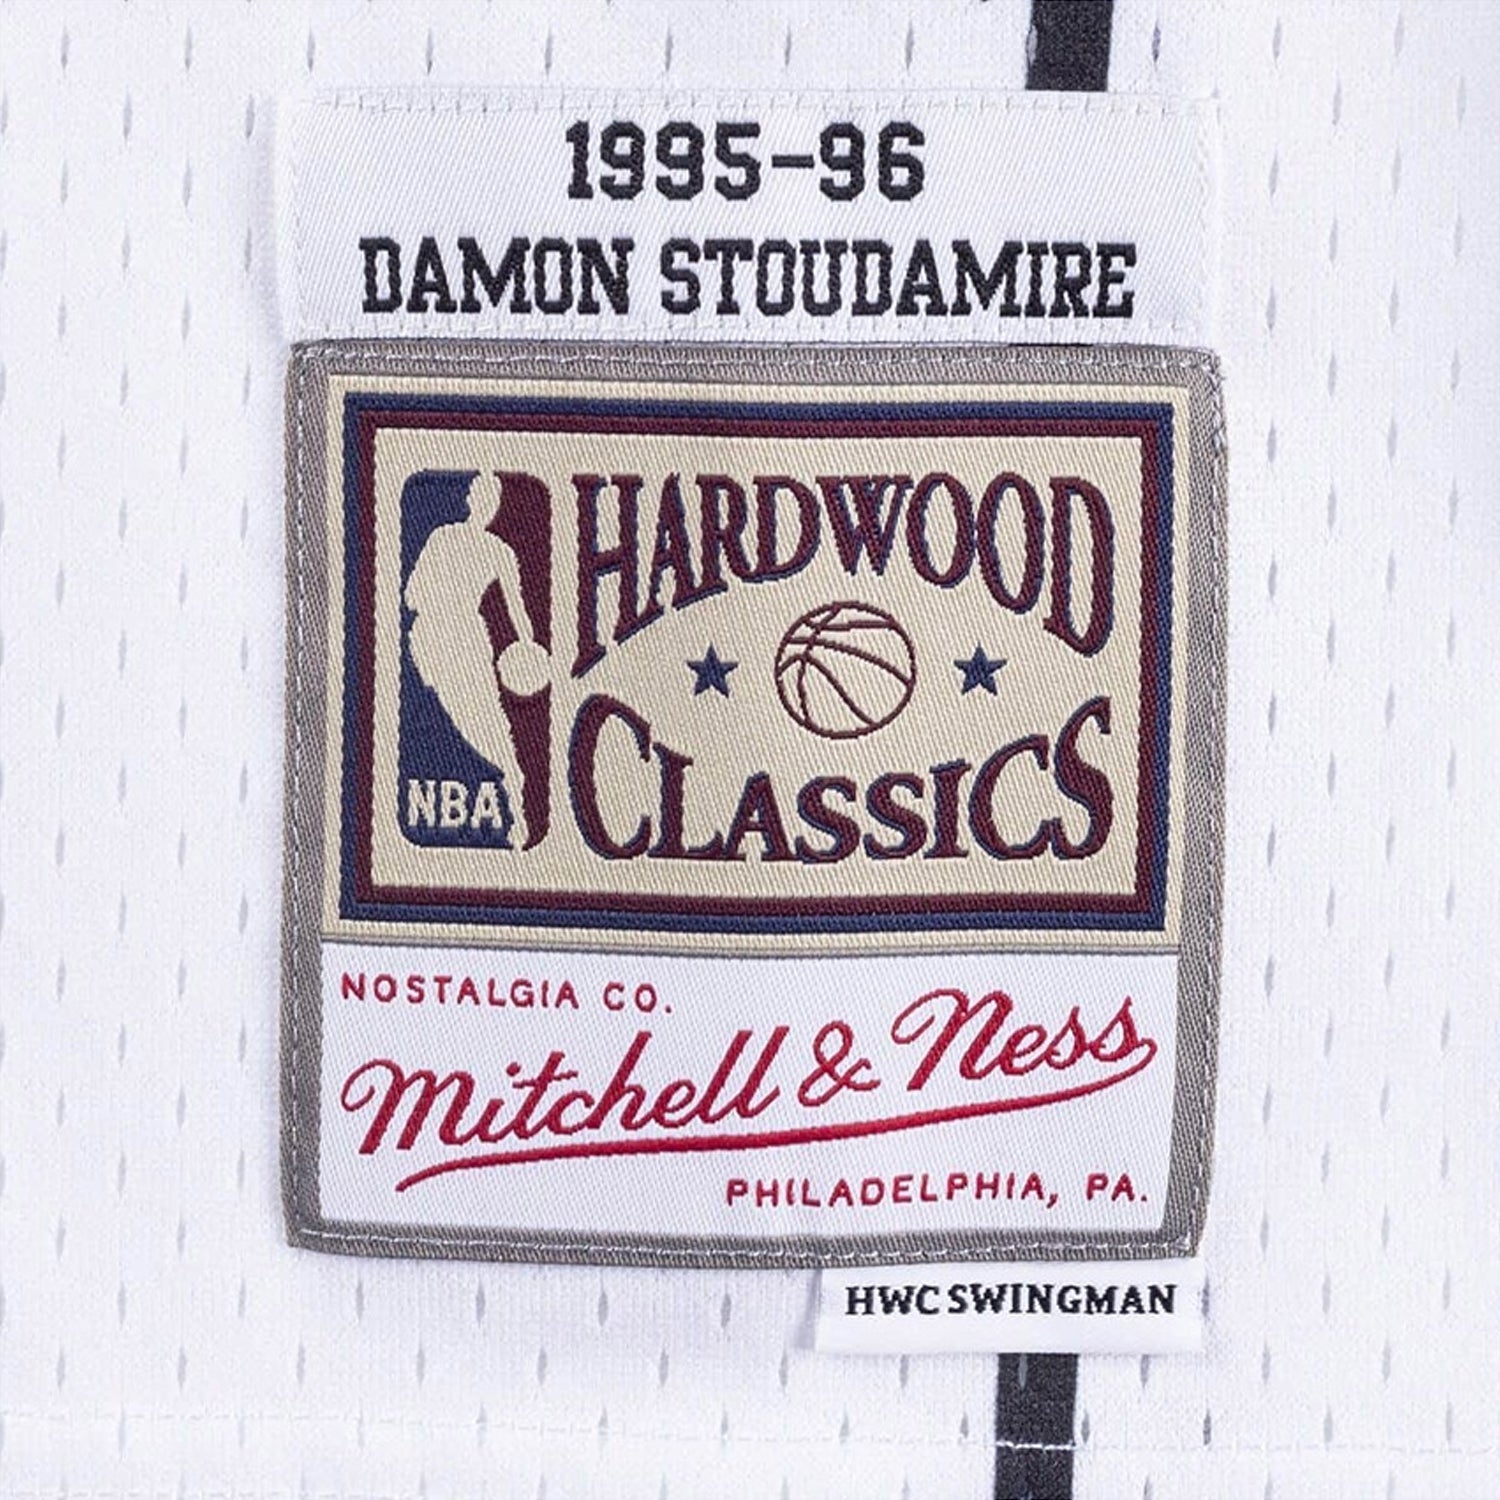 1995-96
DAMON STOUDAMIRE
HARDWOOD
CLASSICS
NBA
NOSTALGIA CO.
Mitchell & Ness
PHILADELPHIA, PA.
HWC SWINGMAN